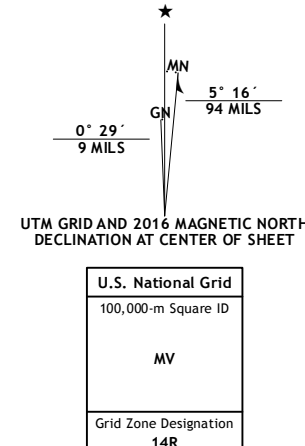 ★
MN
GN
5° 16´
94 MILS
0° 29´
9 MILS
UTM GRID AND 2016 MAGNETIC NORTH
DECLINATION AT CENTER OF SHEET
U.S. National Grid
100,000-m Square ID
MV
Grid Zone Designation
14R